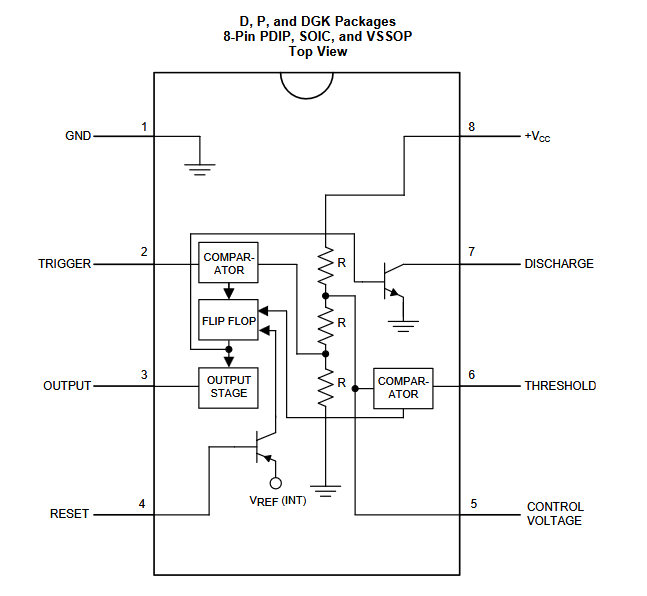 D, P, and DGK Packages
8-Pin PDIP, SOIC, and VSSOP
Top View
1
GND
8
+VCC
2
TRIGGER
COMPAR-
ATOR
R
7
DISCHARGE
FLIP FLOP
R
3
OUTPUT
OUTPUT
STAGE
R
COMPAR-
ATOR
6
THRESHOLD
VREF (INT)
4
RESET
5
CONTROL
VOLTAGE